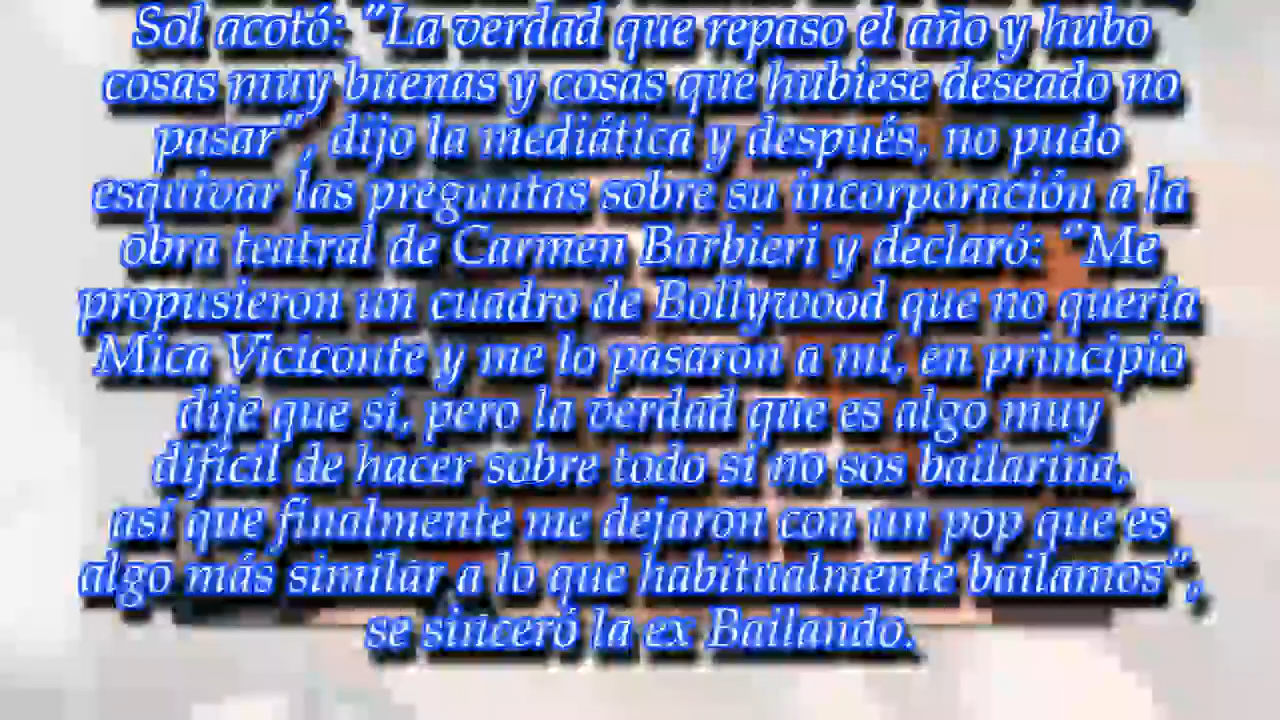 Sol acotó: "La verdad que repaso el año y hubo
cosas muy buenas y cosas que hubiese deseado no
pasar", dijo la mediática y después, no pudo
esquivar las preguntas sobre su incorporación a la
obra teatral de Carmen Barbieri y declaró: "Me
propusieron un cuadro de Bollywood que no quería
Mica Viciconte y me lo pasaron a mí, en principio
dije que si, pero la verdad que es algo muy
difícil de hacer sobre todo si no sos bailarina,
así que finalmente me dejaron con un pop que es
algo más similar a lo que habitualmente bailamos",
se sinceró la ex Bailando.